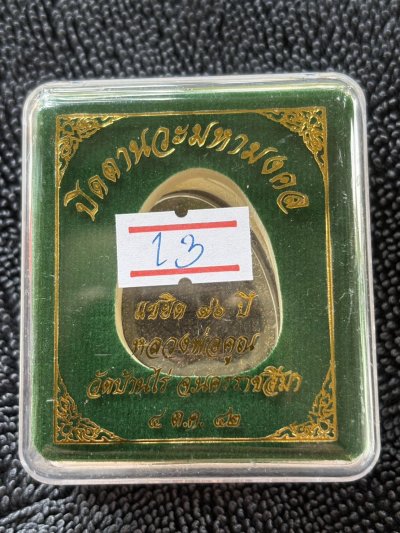 ปิดตานวะมหามงคล
13
แซยิด ๗๖ ปี
หลวงพ่อคูณ
วัดบ้านไร่ จ.นครราชสีมา
๔ ต.ค. ๔๒